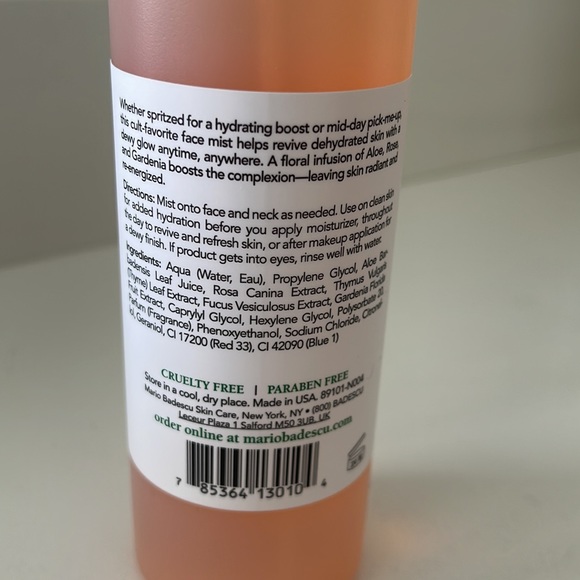 Whether spritzed for a hydrating boost or mid-day pick-me-up,
this cult-favorite face mist helps revive dehydrated skin with a
dewy glow anytime, anywhere. A floral infusion of Aloe, Rose,
and Gardenia boosts the complexion—leaving skin radiant and
re-energized.
Directions: Mist onto face and neck as needed. Use on clean skin
for added hydration before you apply moisturizer, throughout
the day to revive and refresh skin, or after makeup application for
a dewy finish. If product gets into eyes, rinse well with water.
Ingredients: Aqua (Water, Eau), Propylene Glycol, Aloe Bar-
badensis Leaf Juice, Rosa Canina Extract, Thymus Vulgaris
(Thyme) Leaf Extract, Fucus Vesiculosus Extract, Gardenia Florida
Fruit Extract, Caprylyl Glycol, Hexylene Glycol, Polysorbate 20,
Parfum (Fragrance), Phenoxyethanol, Sodium Chloride, Citronell-
ol, Geraniol, CI 17200 (Red 33), CI 42090 (Blue 1)
CRUELTY FREE | PARABEN FREE
Store in a cool, dry place. Made in USA. 89101-N004
Mario Badescu Skin Care, New York, NY • (800) BADESCU
Leceur Plaza 1 Salford M50 3UB. UK
order online at mariobadescu.com
7 85364 13010 4